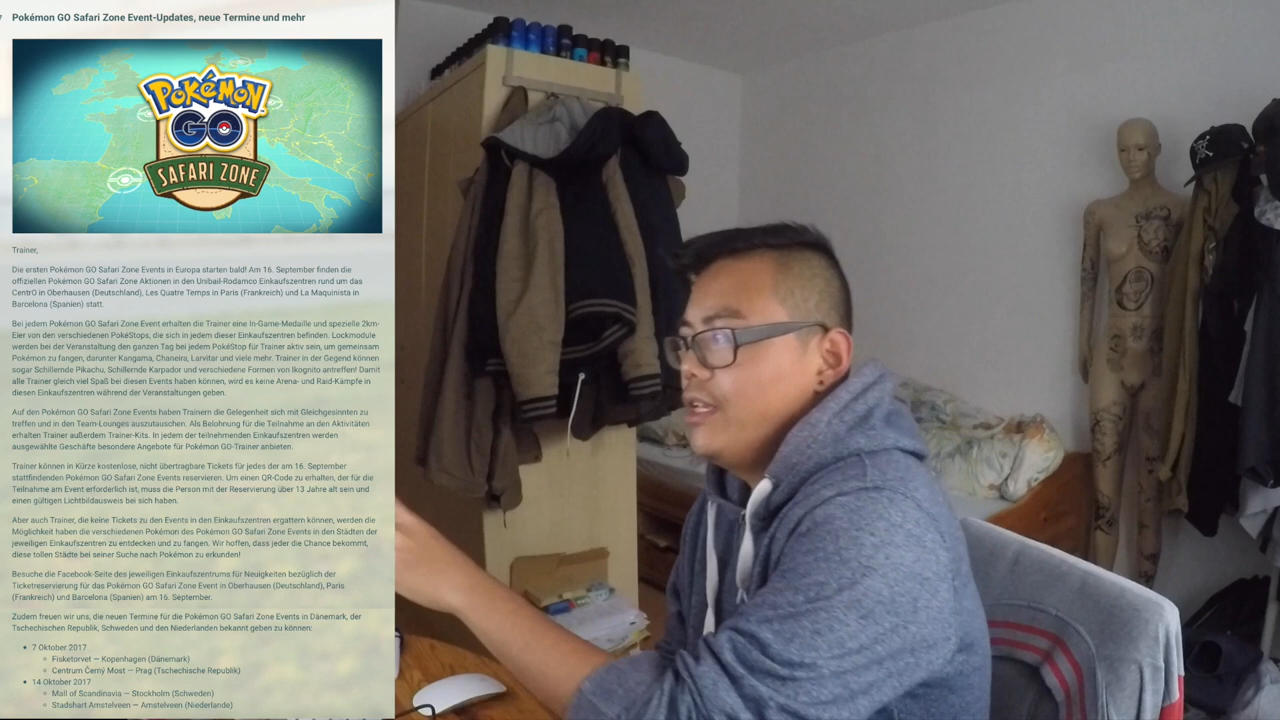 Pokémon GO Safari Zone Event-Updates, neue Termine und mehr
POKÉMON
GO
SAFARI ZONE
Trainer,
Die ersten Pokémon GO Safari Zone Events in Europa starten bald! Am 16. September finden die
offiziellen Pokémon GO Safari Zone Aktionen in den Unibail-Rodamco Einkaufszentren rund um das
CentrO in Oberhausen (Deutschland), Les Quatre Temps in Paris (Frankreich) und La Maquinista in
Barcelona (Spanien) statt.
Bei jedem Pokémon GO Safari Zone Event erhalten die Trainer eine In-Game-Medaille und spezielle 2km-
Eier von den verschiedenen PokéStops, die sich in jedem dieser Einkaufszentren befinden. Lockmodule
werden bei der Veranstaltung den ganzen Tag bei jedem PokéStop für Trainer aktiv sein, um gemeinsam
Pokémon zu fangen, darunter Kangama, Chaneira, Larvitar und viele mehr. Trainer in der Gegend können
sogar Schillernde Pikachu, Schillernde Karpador und verschiedene Formen von Ikognito antreffen! Damit
alle Trainer gleich viel Spaß bei diesen Events haben können, wird es keine Arena- und Raid-Kämpfe in
diesen Einkaufszentren während der Veranstaltungen geben.
Auf den Pokémon GO Safari Zone Events haben Trainern die Gelegenheit sich mit Gleichgesinnten zu
treffen und in den Team-Lounges auszutauschen. Als Belohnung für die Teilnahme an den Aktivitäten
erhalten Trainer außerdem Trainer-Kits. In jedem der teilnehmenden Einkaufszentren werden
ausgewählte Geschäfte besondere Angebote für Pokémon GO-Trainer anbieten.
Trainer können in Kürze kostenlose, nicht übertragbare Tickets für jedes der am 16. September
stattfindenden Pokémon GO Safari Zone Events reservieren. Um einen QR-Code zu erhalten, der für die
Teilnahme am Event erforderlich ist, muss die Person mit der Reservierung über 13 Jahre alt sein und
einen gültigen Lichtbildausweis bei sich haben.
Aber auch Trainer, die keine Tickets zu den Events in den Einkaufszentren ergattern können, werden die
Möglichkeit haben die verschiedenen Pokémon des Pokémon GO Safari Zone Events in den Städten der
jeweiligen Einkaufszentren zu entdecken und zu fangen. Wir hoffen, dass jeder die Chance bekommt,
diese tollen Städte bei seiner Suche nach Pokémon zu erkunden!
Besuche die Facebook-Seite des jeweiligen Einkaufszentrums für Neuigkeiten bezüglich der
Ticketreservierung für das Pokémon GO Safari Zone Event in Oberhausen (Deutschland), Paris
(Frankreich) und Barcelona (Spanien) am 16. September.
Zudem freuen wir uns, die neuen Termine für die Pokémon GO Safari Zone Events in Dänemark, der
Tschechischen Republik, Schweden und den Niederlanden bekannt geben zu können:
• 7 Oktober 2017
Fisketorvet — Kopenhagen (Dänemark)
Centrum Černý Most — Prag (Tschechische Republik)
• 14 Oktober 2017
Mall of Scandinavia — Stockholm (Schweden)
Stadshart Amstelveen — Amstelveen (Niederlande)